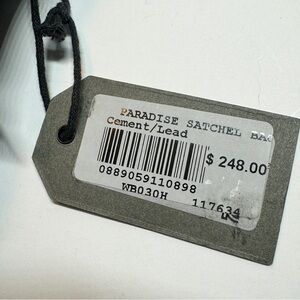 PARADISE SATCHEL BAG
Cement/Lead
$ 248.00
0889059110898
WB030H 117634